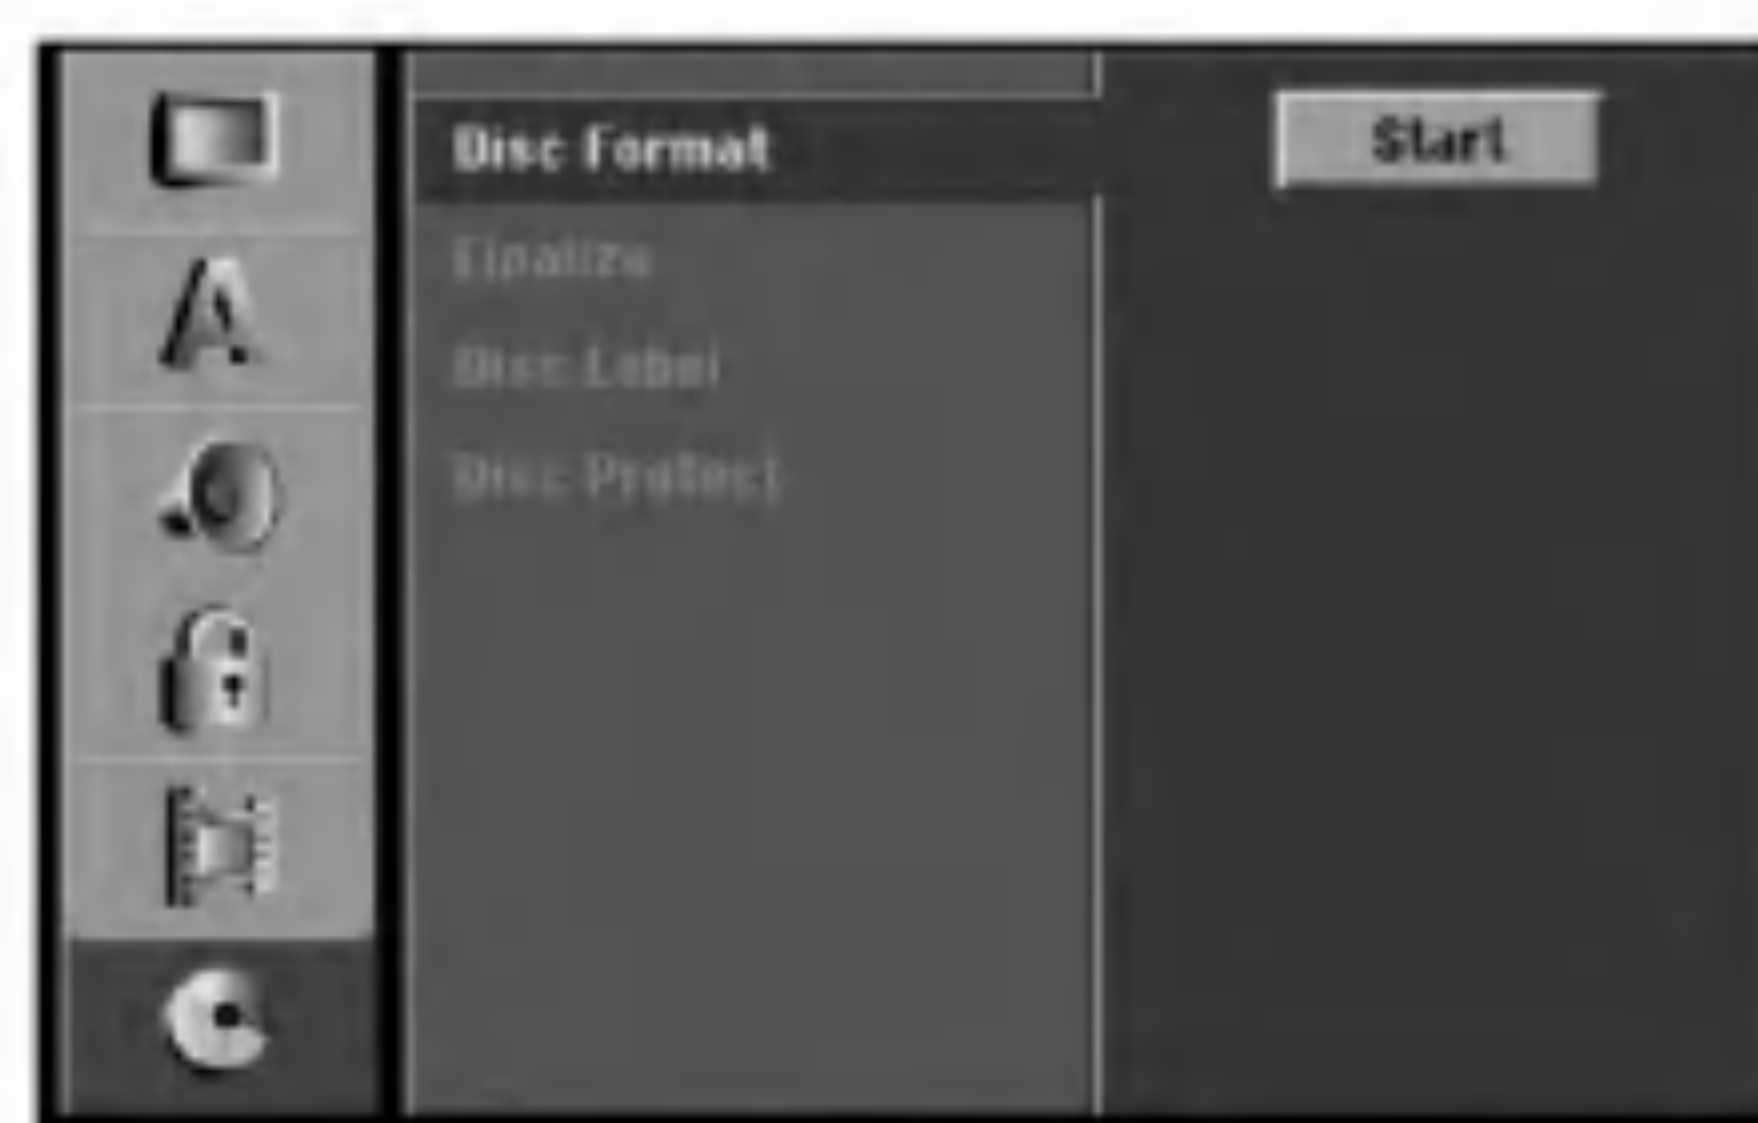 Disc Format
Start
Finalize
Disc Label
Disc Protect